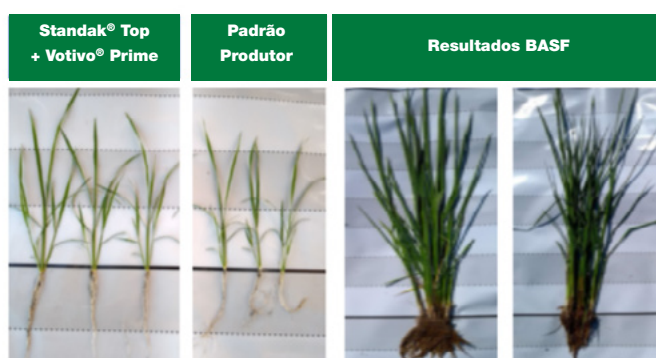 Standak® Top
+ Votivo® Prime
Padrão
Produtor
Resultados BASF